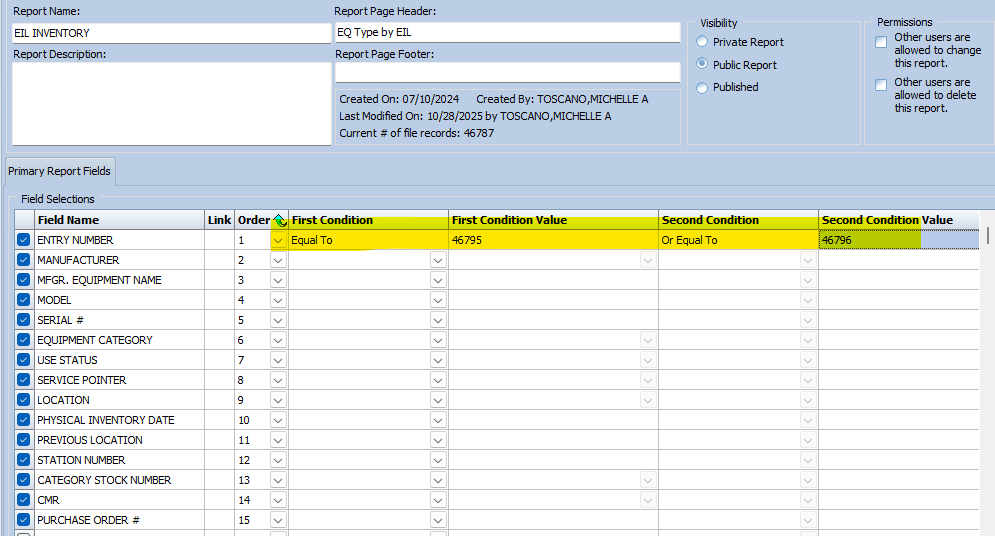 Report Name:
EIL INVENTORY
Report Description:
Report Page Header:
EQ Type by EIL
Report Page Footer:
Created On: 07/10/2024 Created By: TOSCANO,MICHELLE A
Last Modified On: 10/28/2025 by TOSCANO,MICHELLE A
Current # of file records: 46787
Visibility
Private Report
Public Report
Published
Permissions
Other users are
allowed to change
this report.
Other users are
allowed to delete
this report.
Primary Report Fields
Field Selections
Field Name Link Order First Condition First Condition Value Second Condition Second Condition Value
ENTRY NUMBER 1 Equal To 46795 Or Equal To 46796
MANUFACTURER 2
MFGR. EQUIPMENT NAME 3
MODEL 4
SERIAL # 5
EQUIPMENT CATEGORY 6
USE STATUS 7
SERVICE POINTER 8
LOCATION 9
PHYSICAL INVENTORY DATE 10
PREVIOUS LOCATION 11
STATION NUMBER 12
CATEGORY STOCK NUMBER 13
CMR 14
PURCHASE ORDER # 15